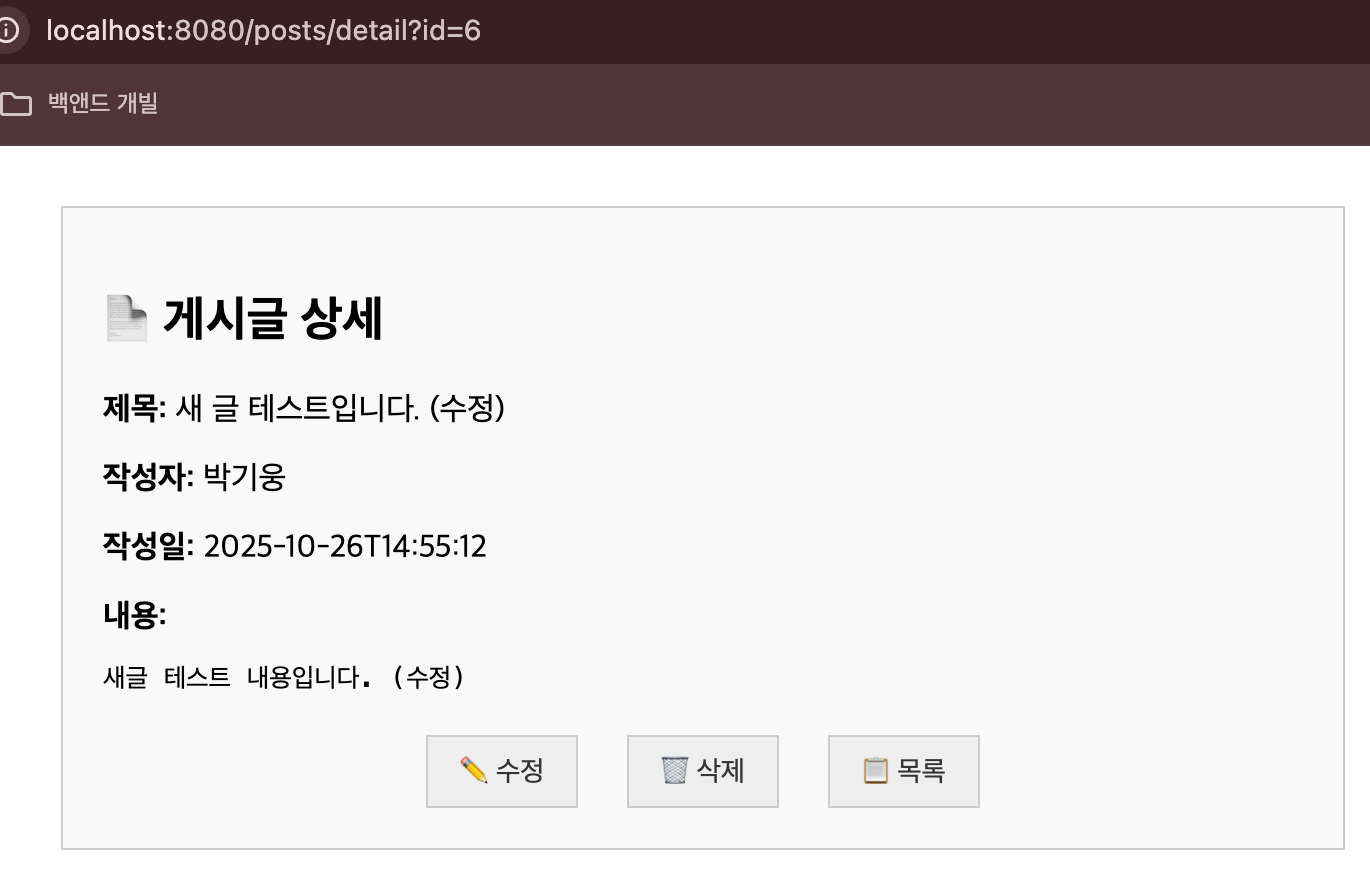 localhost:8080/posts/detail?id=6
백앤드 개빌
게시글 상세
제목: 새 글 테스트입니다. (수정)
작성자: 박기웅
작성일: 2025-10-26T14:55:12
내용:
새글 테스트 내용입니다. (수정)
수정 삭제 목록